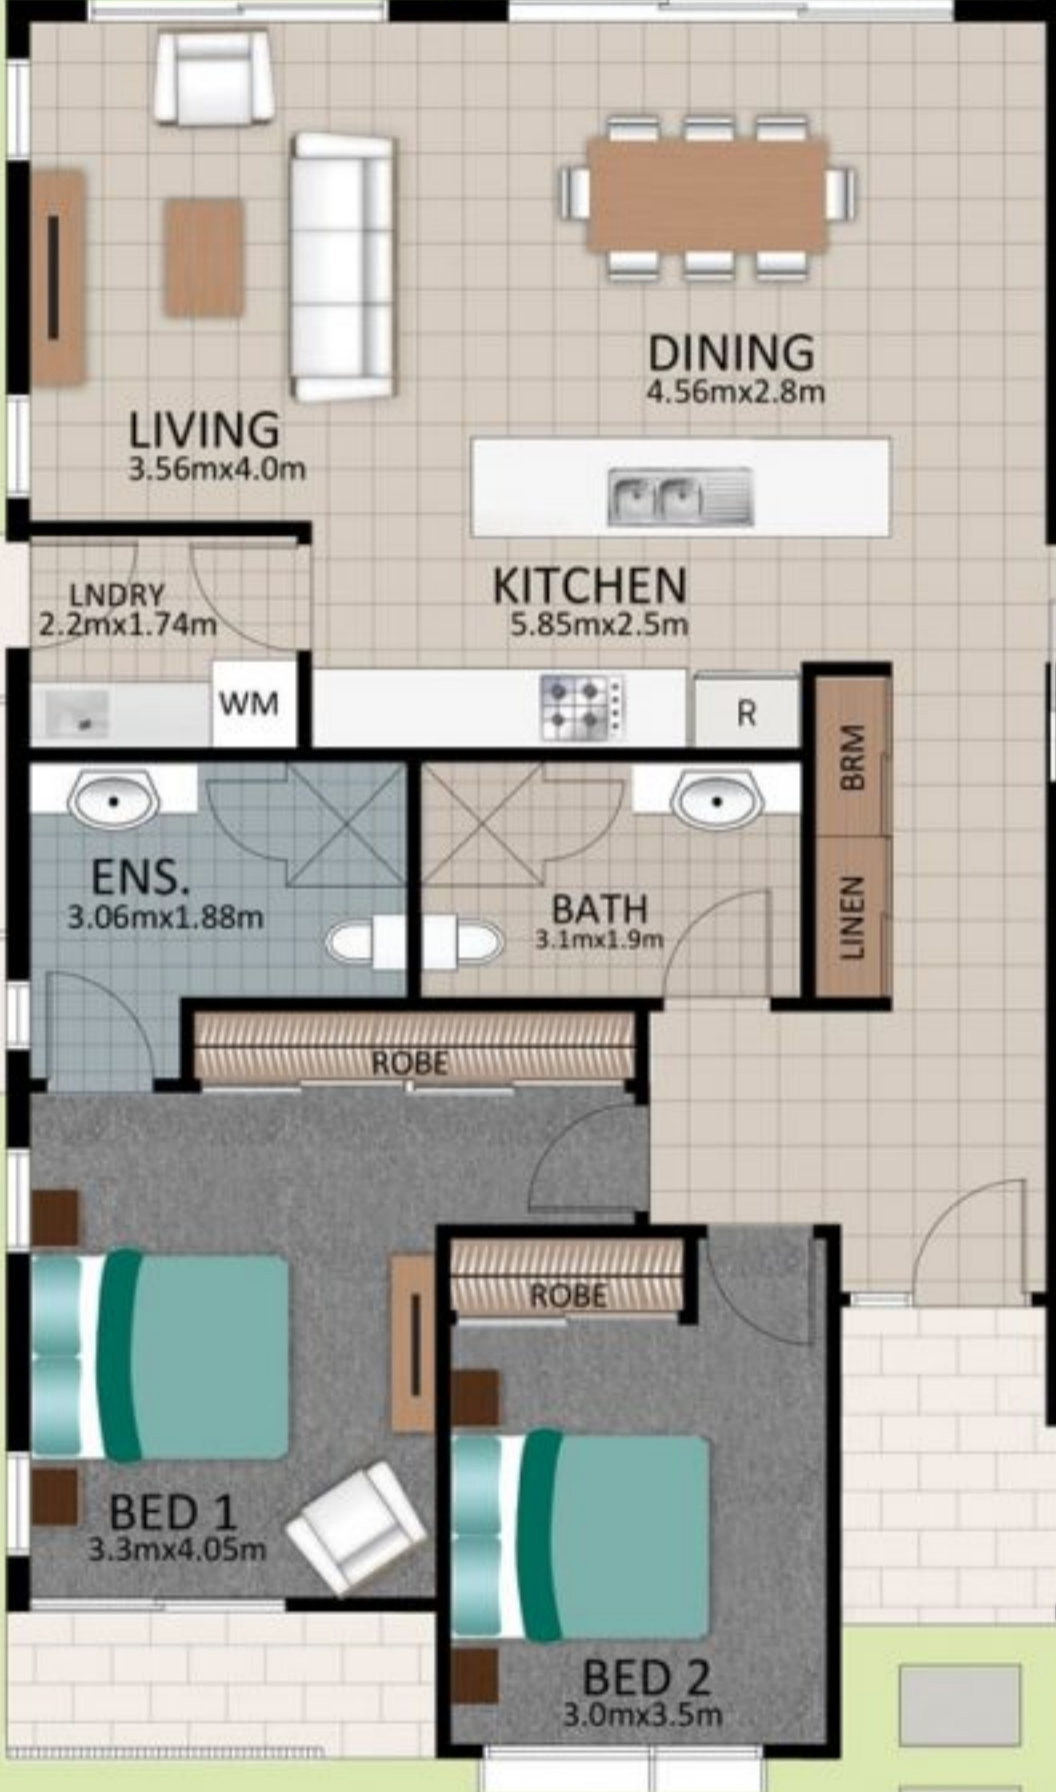 DINING
4.56mx2.8m
LIVING
3.56mx4.0m
KITCHEN
5.85mx2.5m
LNDRY
2.2mx1.74m
WM
R
BRM
LINEN
ENS.
3.06mx1.88m
BATH
3.1mx1.9m
ROBE
ROBE
BED 1
3.3mx4.05m
BED 2
3.0mx3.5m